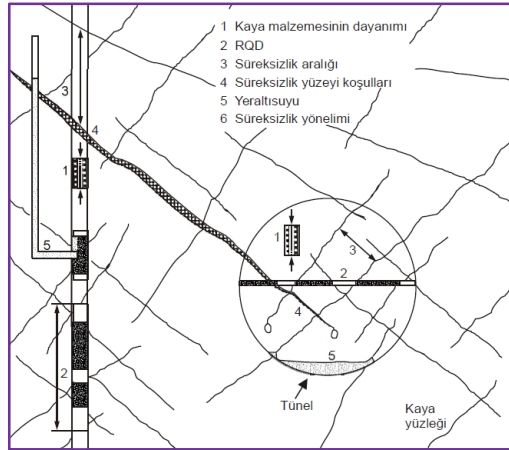 1 Kaya malzemesinin dayanımı
2 RQD
3 Süreksizlik aralığı
4 Süreksizlik yüzeyi koşulları
5 Yeraltısuyu
6 Süreksizlik yönelimi
3
4
1
5
2
1
3
2
4
5
Tünel
Kaya
yüzleği